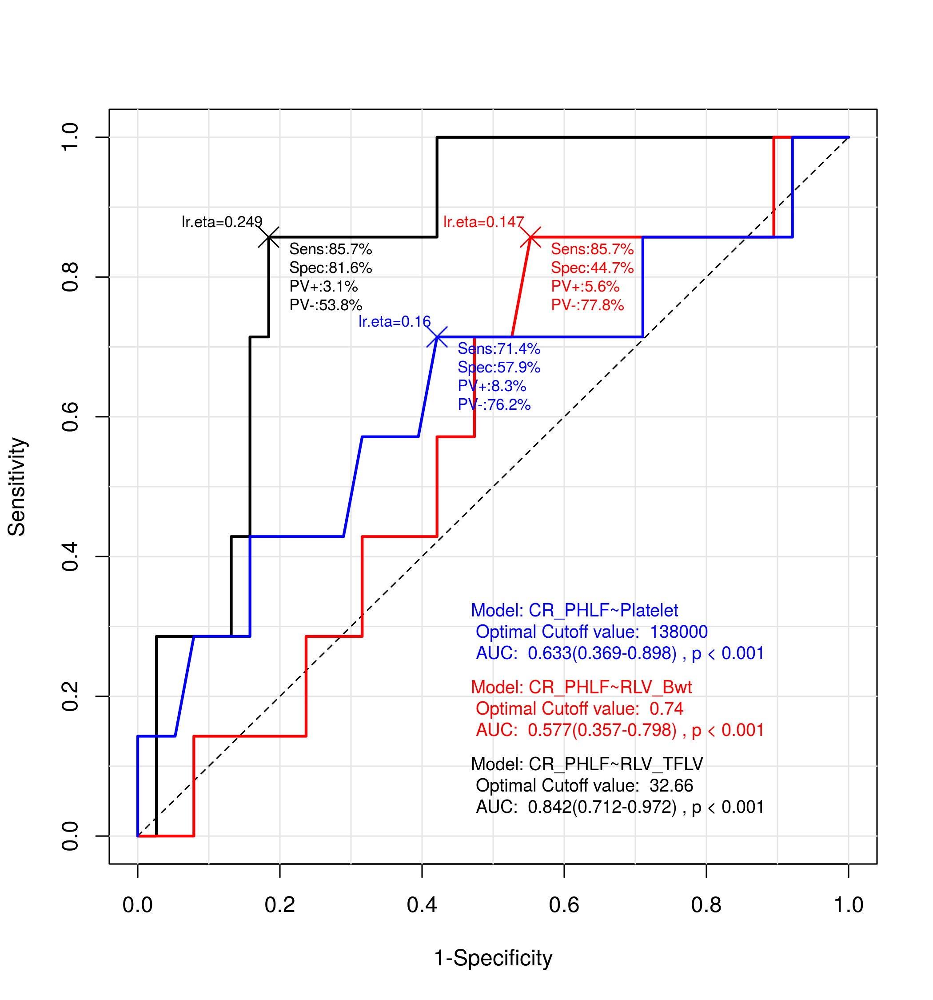 lr.eta=0.249
Sens:85.7%
Spec:81.6%
PV+:3.1%
PV-:53.8%
lr.eta=0.147
Sens:85.7%
Spec:44.7%
PV+:5.6%
PV-:77.8%
lr.eta=0.16
Sens:71.4%
Spec:57.9%
PV+:8.3%
PV-:76.2%
Model: CR_PHLF~Platelet
Optimal Cutoff value: 138000
AUC: 0.633(0.369-0.898) , p < 0.001
Model: CR_PHLF~RLV_Bwt
Optimal Cutoff value: 0.74
AUC: 0.577(0.357-0.798) , p < 0.001
Model: CR_PHLF~RLV_TFLV
Optimal Cutoff value: 32.66
AUC: 0.842(0.712-0.972) , p < 0.001
Sensitivity
1.0
0.8
0.6
0.4
0.2
0.0
0.0 0.2 0.4 0.6 0.8 1.0
1-Specificity